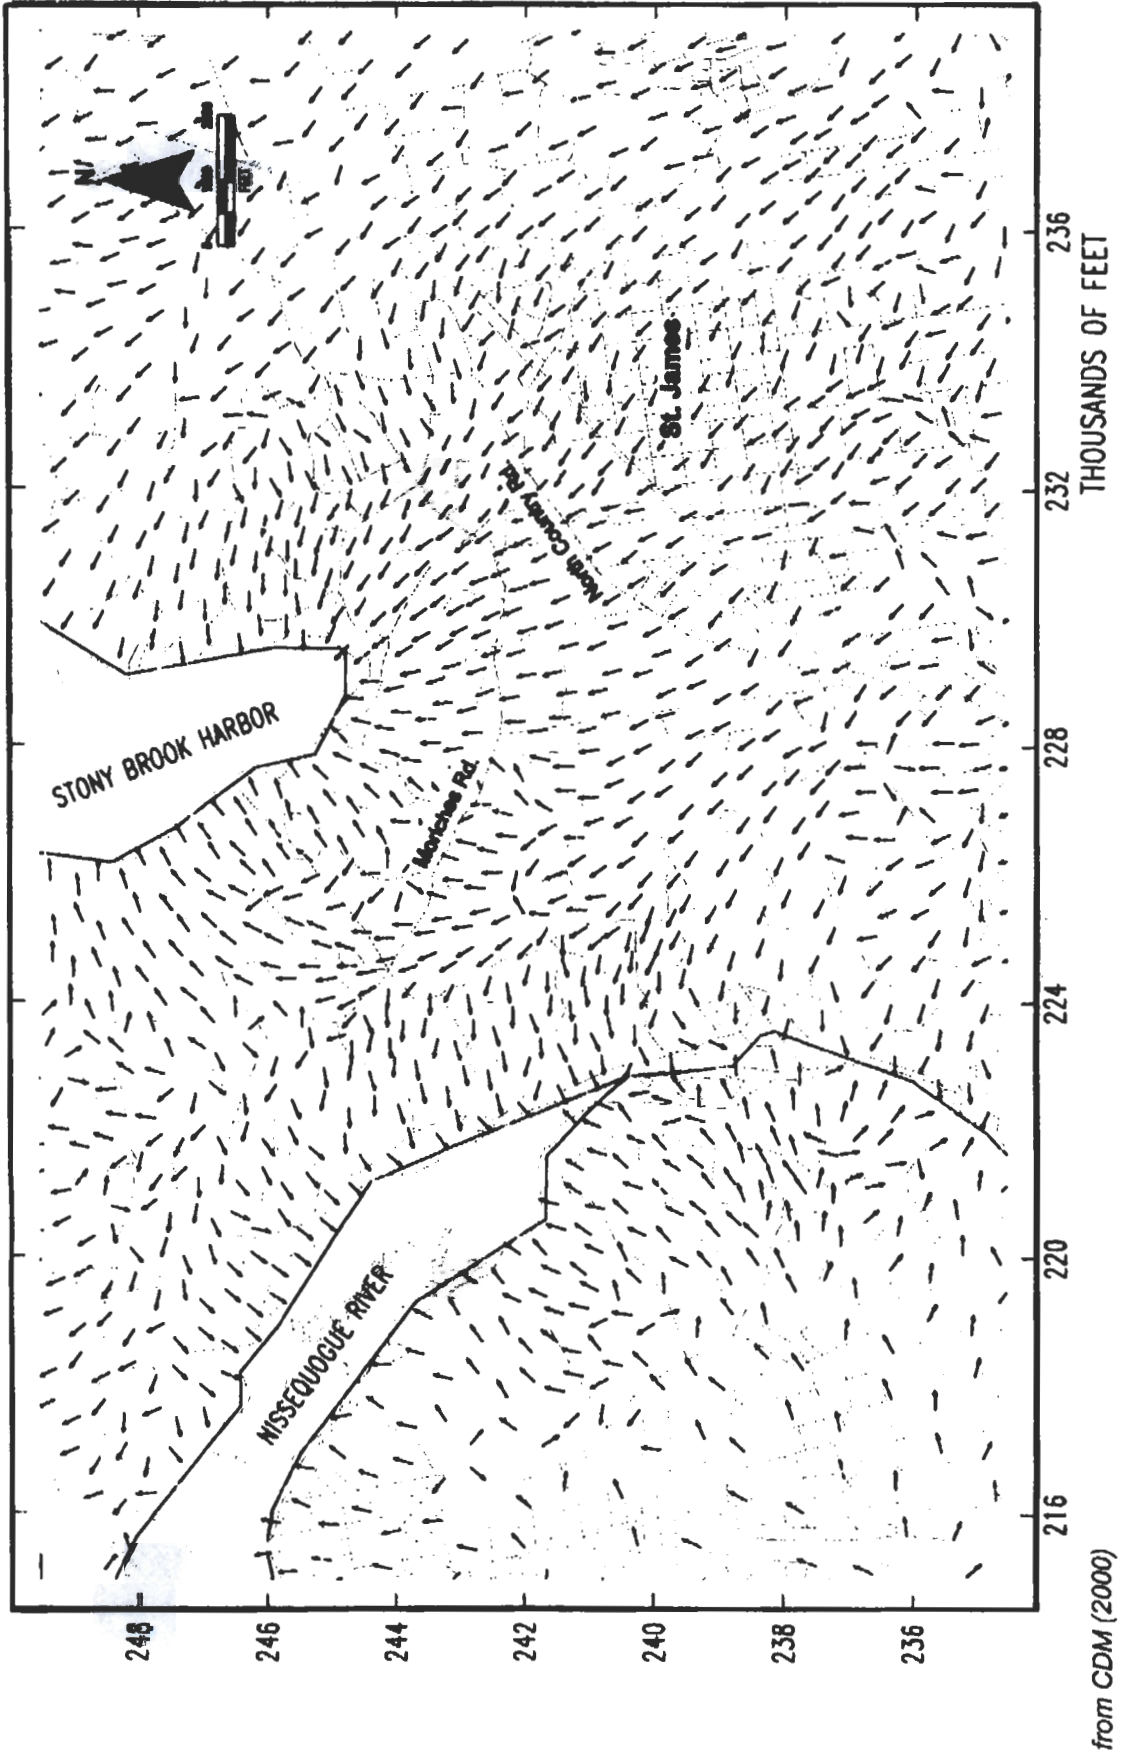 N
STONY BROOK HARBOR
St. James
North Country Rd.
Moriches Rd.
NISSEQUOGUE RIVER
248
246
244
242
240
238
236
216
220
224
228
232
236
THOUSANDS OF FEET
from CDM (2000)